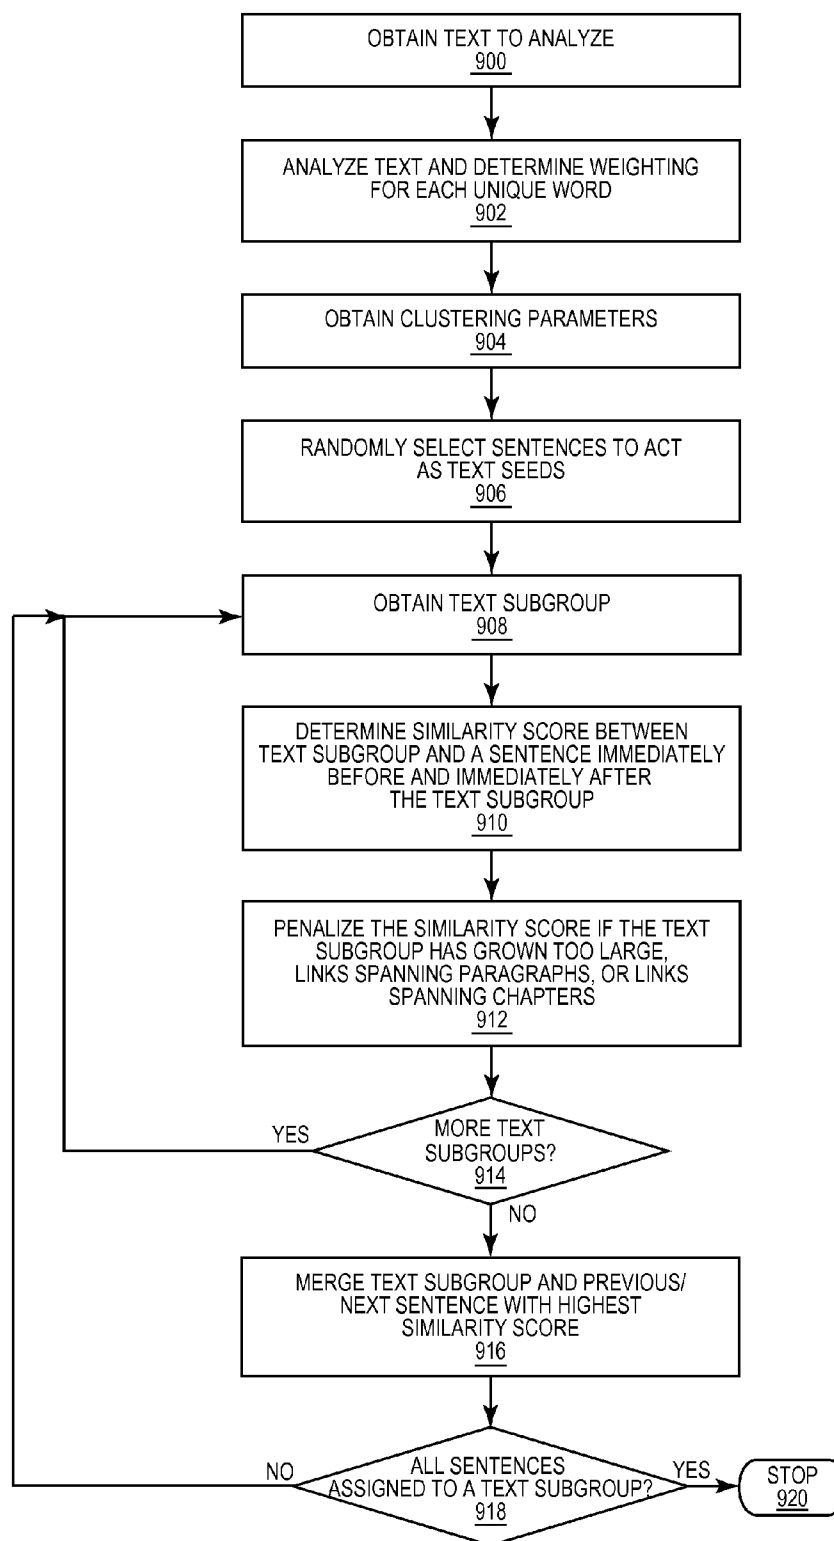 OBTAIN TEXT TO ANALYZE
900
ANALYZE TEXT AND DETERMINE WEIGHTING
FOR EACH UNIQUE WORD
902
OBTAIN CLUSTERING PARAMETERS
904
RANDOMLY SELECT SENTENCES TO ACT
AS TEXT SEEDS
906
OBTAIN TEXT SUBGROUP
908
DETERMINE SIMILARITY SCORE BETWEEN
TEXT SUBGROUP AND A SENTENCE IMMEDIATELY
BEFORE AND IMMEDIATELY AFTER
THE TEXT SUBGROUP
910
PENALIZE THE SIMILARITY SCORE IF THE TEXT
SUBGROUP HAS GROWN TOO LARGE,
LINKS SPANNING PARAGRAPHS, OR LINKS
SPANNING CHAPTERS
912
YES
MORE TEXT
SUBGROUPS?
914
NO
MERGE TEXT SUBGROUP AND PREVIOUS/
NEXT SENTENCE WITH HIGHEST
SIMILARITY SCORE
916
NO
ALL SENTENCES
ASSIGNED TO A TEXT SUBGROUP?
918
YES
STOP
920